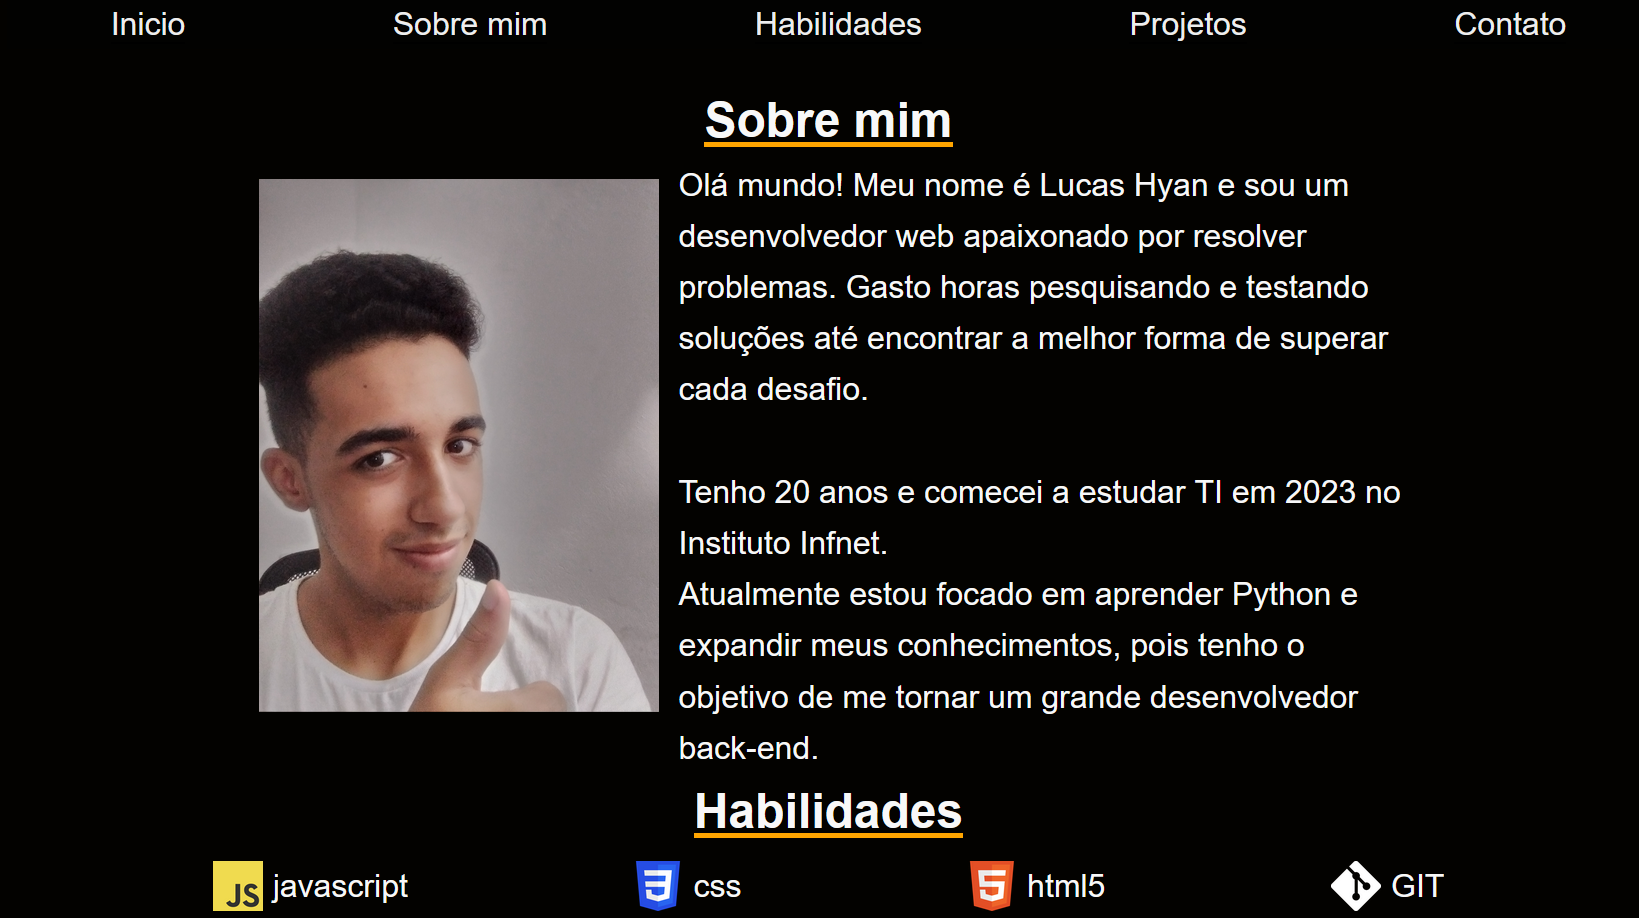 Inicio Sobre mim Habilidades Projetos Contato
Sobre mim
Olá mundo! Meu nome é Lucas Hyan e sou um
desenvolvedor web apaixonado por resolver
problemas. Gasto horas pesquisando e testando
soluções até encontrar a melhor forma de superar
cada desafio.
Tenho 20 anos e comecei a estudar TI em 2023 no
Instituto Infnet.
Atualmente estou focado em aprender Python e
expandir meus conhecimentos, pois tenho o
objetivo de me tornar um grande desenvolvedor
back-end.
Habilidades
JS javascript 3 css 5 html5 GIT